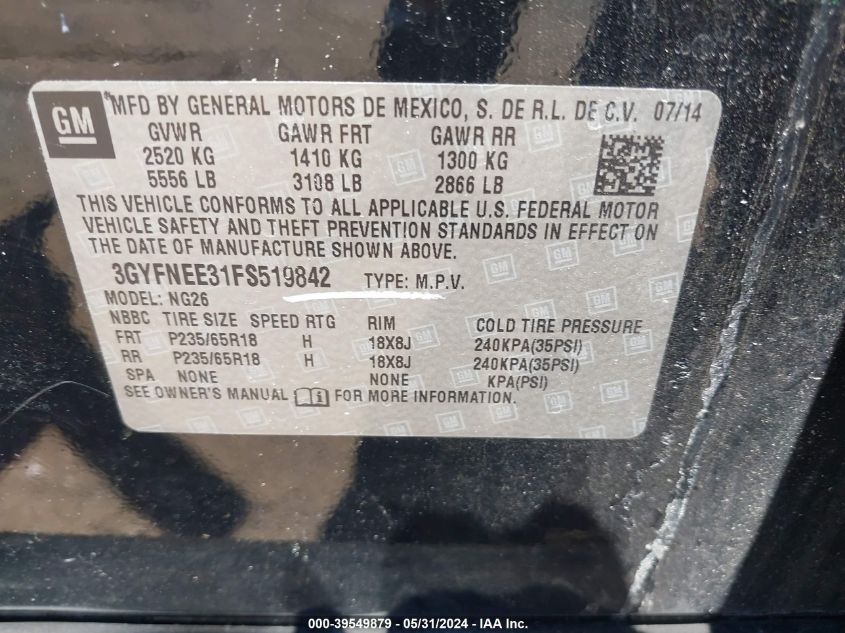 GM
*MFD BY GENERAL MOTORS DE MEXICO, S. DE R.L. DE C.V. 07/14
GVWR GAWR FRT GAWR RR
2520 KG 1410 KG 1300 KG
5556 LB 3108 LB 2866 LB
THIS VEHICLE CONFORMS TO ALL APPLICABLE U.S. FEDERAL MOTOR
VEHICLE SAFETY AND THEFT PREVENTION STANDARDS IN EFFECT ON
THE DATE OF MANUFACTURE SHOWN ABOVE.
3GYFNEE31FS519842 TYPE: M.P.V.
MODEL: NG26
NBBC TIRE SIZE SPEED RTG RIM COLD TIRE PRESSURE
FRT P235/65R18 H 18X8J 240KPA(35PSI)
RR P235/65R18 H 18X8J 240KPA(35PSI)
SPA NONE NONE KPA(PSI)
SEE OWNER'S MANUAL i FOR MORE INFORMATION.
000-39549879 - 05/31/2024 - IAA Inc.